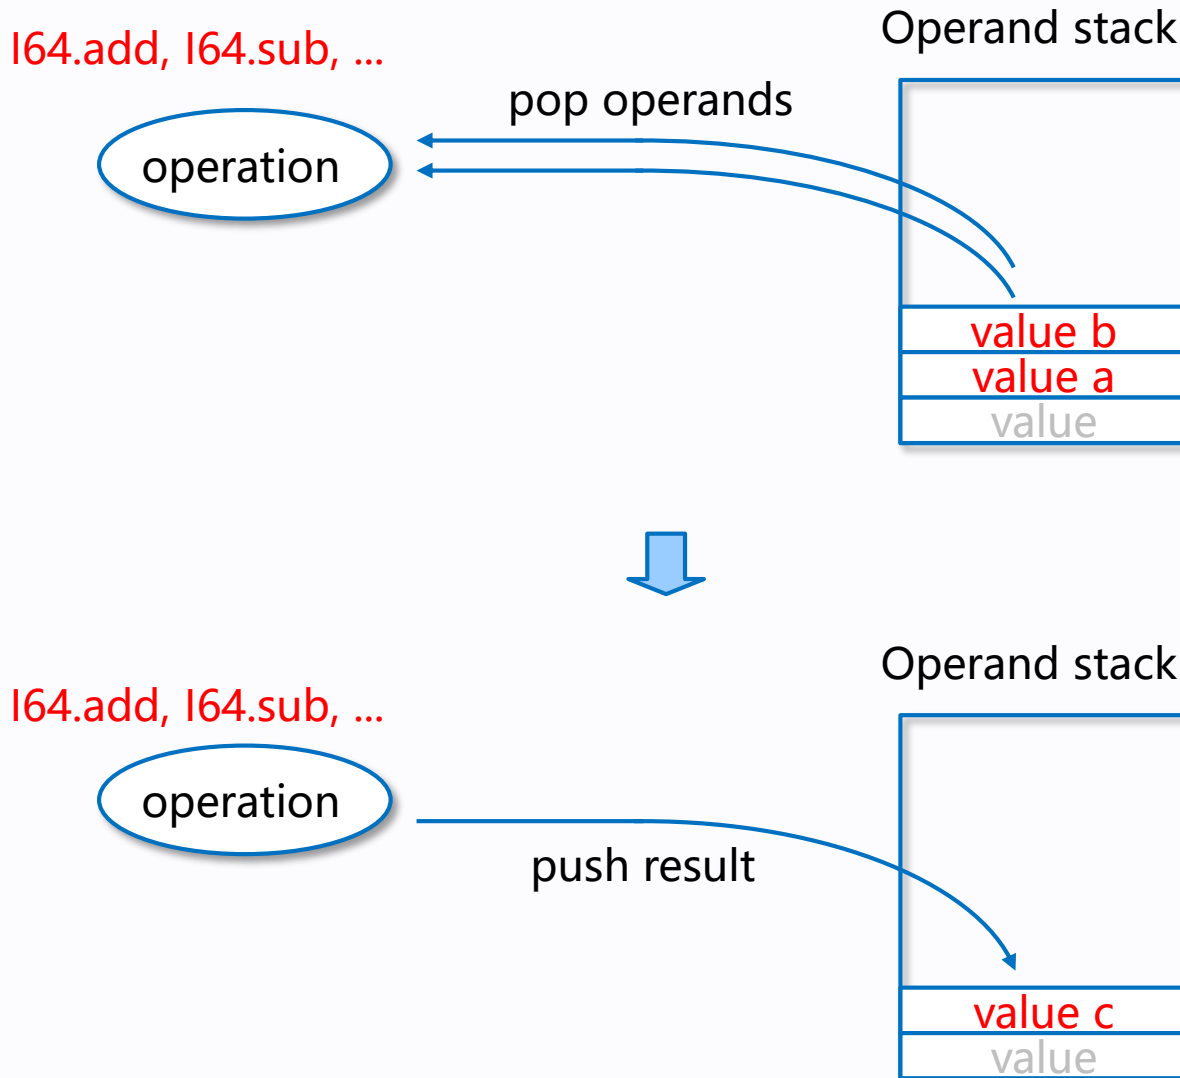 Operand stack
I64.add, I64.sub, ...
pop operands
operation
value b
value a
value
Operand stack
I64.add, I64.sub, ...
operation
push result
value c
value